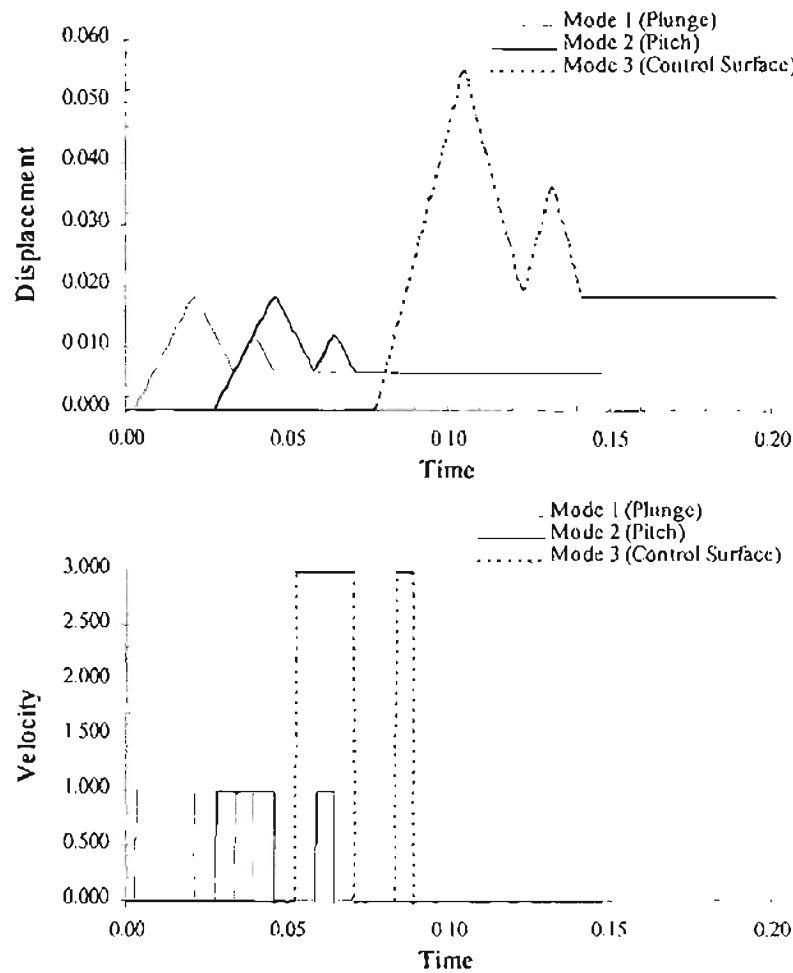 Mode 1 (Plunge)
Mode 2 (Pitch)
Mode 3 (Control Surface)
0.060
0.050
0.040
0.030
0.020
0.010
0.000
Displacement
0.00 0.05 0.10 0.15 0.20
Time
Mode 1 (Plunge)
Mode 2 (Pitch)
Mode 3 (Control Surface)
3.000
2.500
2.000
1.500
1.000
0.500
0.000
Velocity
0.00 0.05 0.10 0.15 0.20
Time